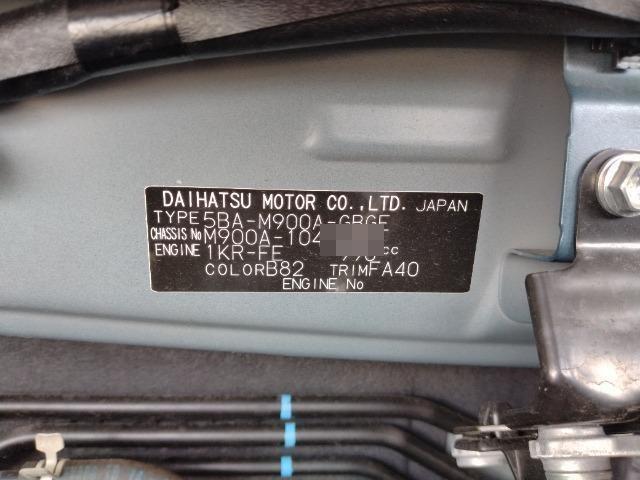 DAIHATSU MOTOR CO.,LTD. JAPAN
TYPE 5BA-M900A-GBGF
CHASSIS No M900A-104
ENGINE 1KR-FE 996 cc
COLOR B82 TRIM FA40
ENGINE No